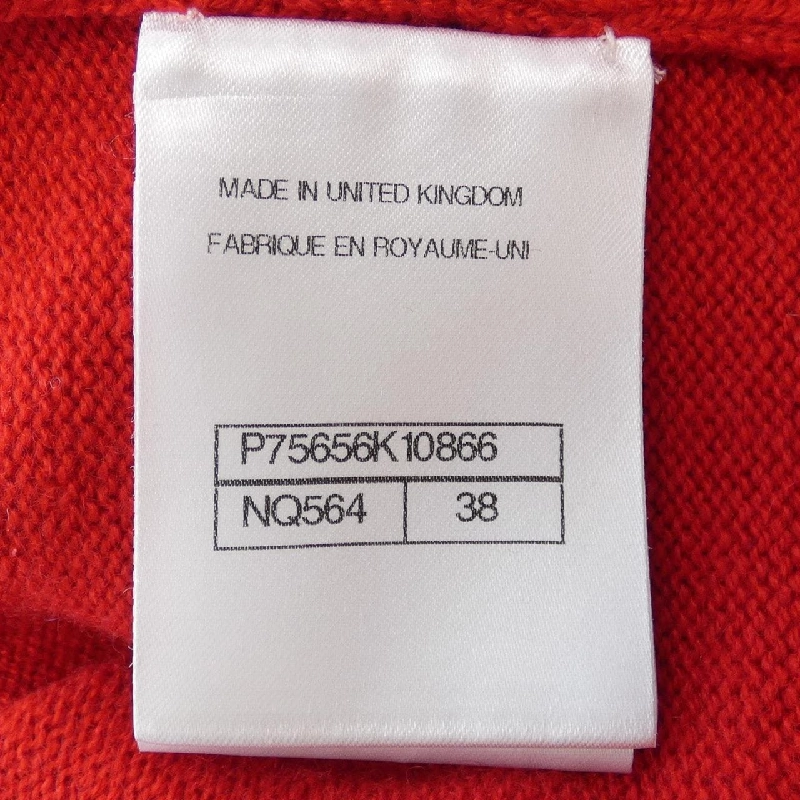 MADE IN UNITED KINGDOM
FABRIQUE EN ROYAUME-UNI
P75656K10866
NQ564 38